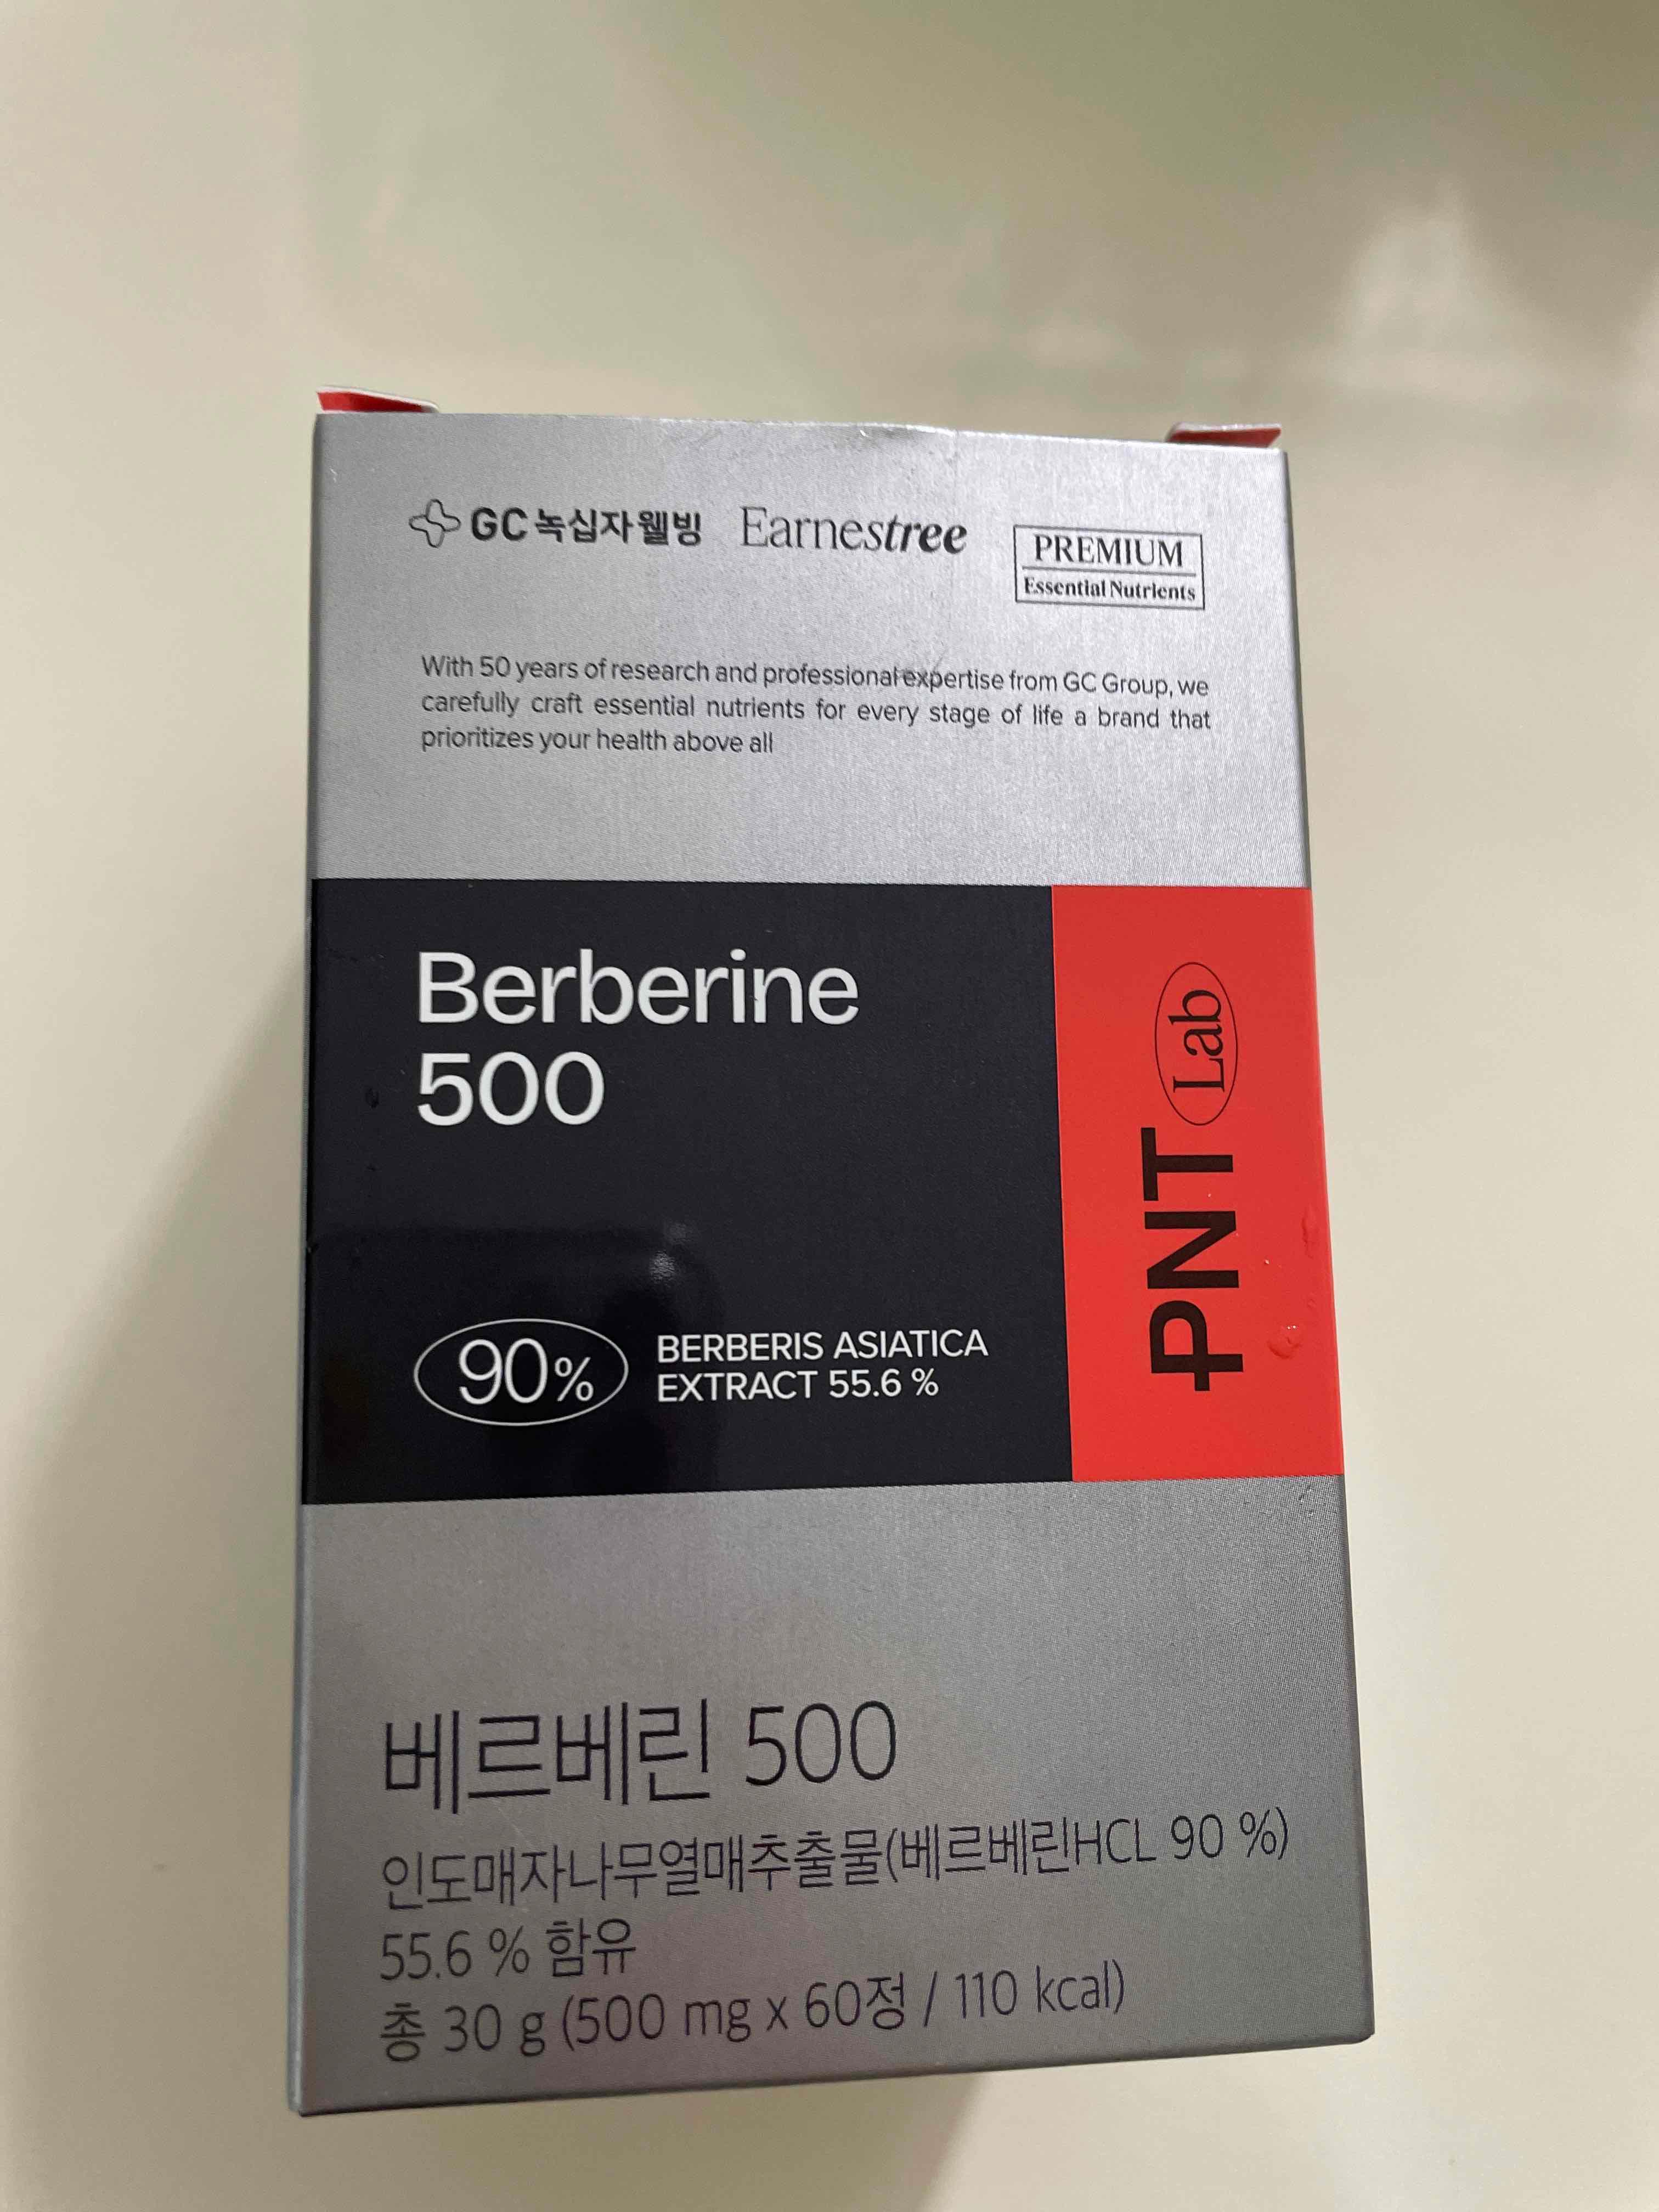 GC녹십자웰빙 Earnestree
PREMIUM
Essential Nutrients
With 50 years of research and professional expertise from GC Group, we
carefully craft essential nutrients for every stage of life a brand that
prioritizes your health above all
Berberine
500
PNT Lab
90%
BERBERIS ASIATICA
EXTRACT 55.6 %
베르베린 500
인도매자나무열매추출물(베르베린HCL 90 %)
55.6 % 함유
총 30 g (500 mg x 60정 / 110 kcal)